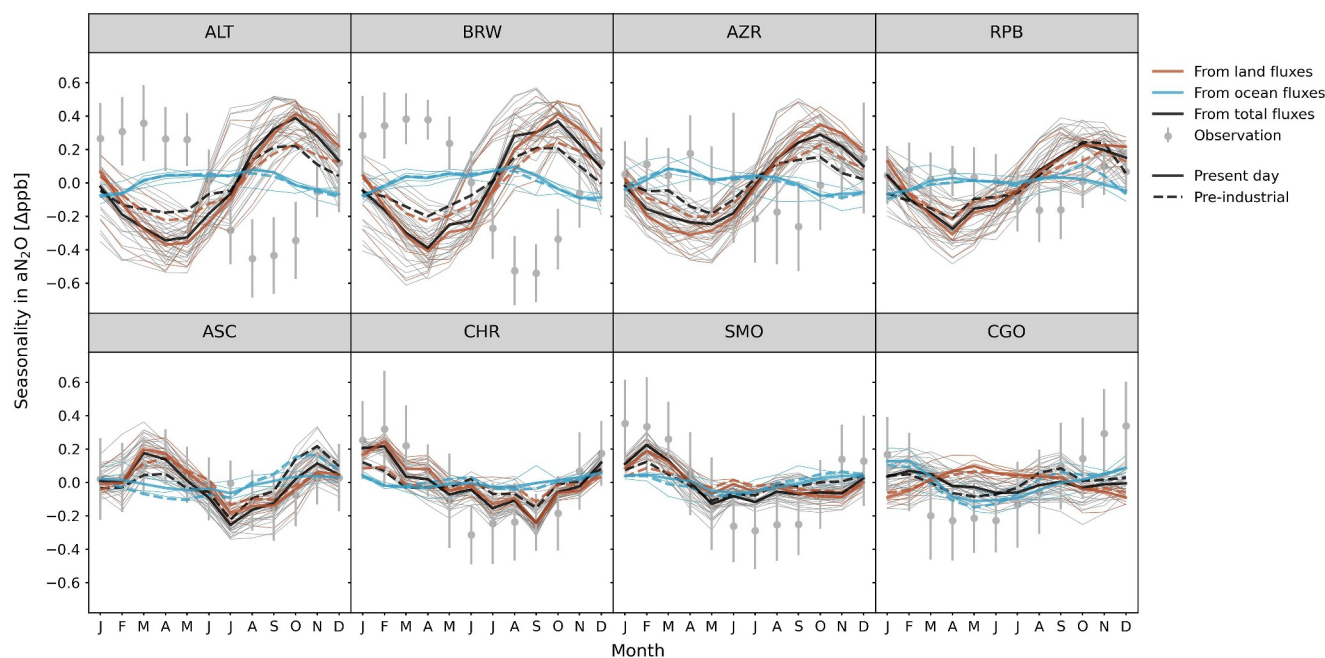 ALT BRW AZR RPB
0.6
0.4
0.2
0.0
−0.2
−0.4
−0.6
From land fluxes
From ocean fluxes
From total fluxes
Observation
Present day
Pre-industrial
Seasonality in aN₂O [Δppb]
ASC CHR SMO CGO
0.6
0.4
0.2
0.0
−0.2
−0.4
−0.6
J F M A M J J A S O N D J F M A M J J A S O N D J F M A M J J A S O N D J F M A M J J A S O N D
Month